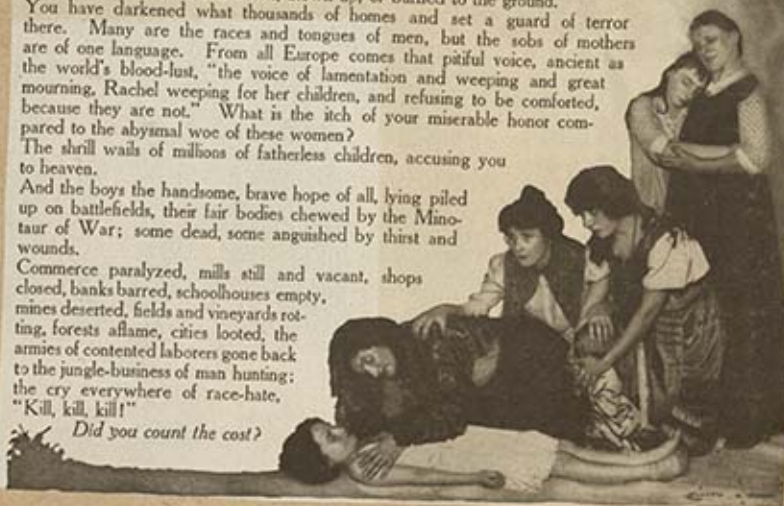 to the ground.
You have darkened what thousands of homes and set a guard of terror
there. Many are the races and tongues of men, but the sobs of mothers
are of one language. From all Europe comes that pitiful voice, ancient as
the world's blood-lust, "the voice of lamentation and weeping and great
mourning, Rachel weeping for her children, and refusing to be comforted,
because they are not." What is the itch of your miserable honor com-
pared to the abysmal woe of these women?
The shrill wails of millions of fatherless children, accusing you
to heaven.
And the boys the handsome, brave hope of all, lying piled
up on battlefields, their fair bodies chewed by the Mino-
taur of War; some dead, some anguished by thirst and
wounds.
Commerce paralyzed, mills still and vacant, shops
closed, banks barred, schoolhouses empty,
mines deserted, fields and vineyards rot-
ting, forests aflame, cities looted, the
armies of contented laborers gone back
to the jungle-business of man hunting;
the cry everywhere of race-hate,
"Kill, kill, kill!"
Did you count the cost?